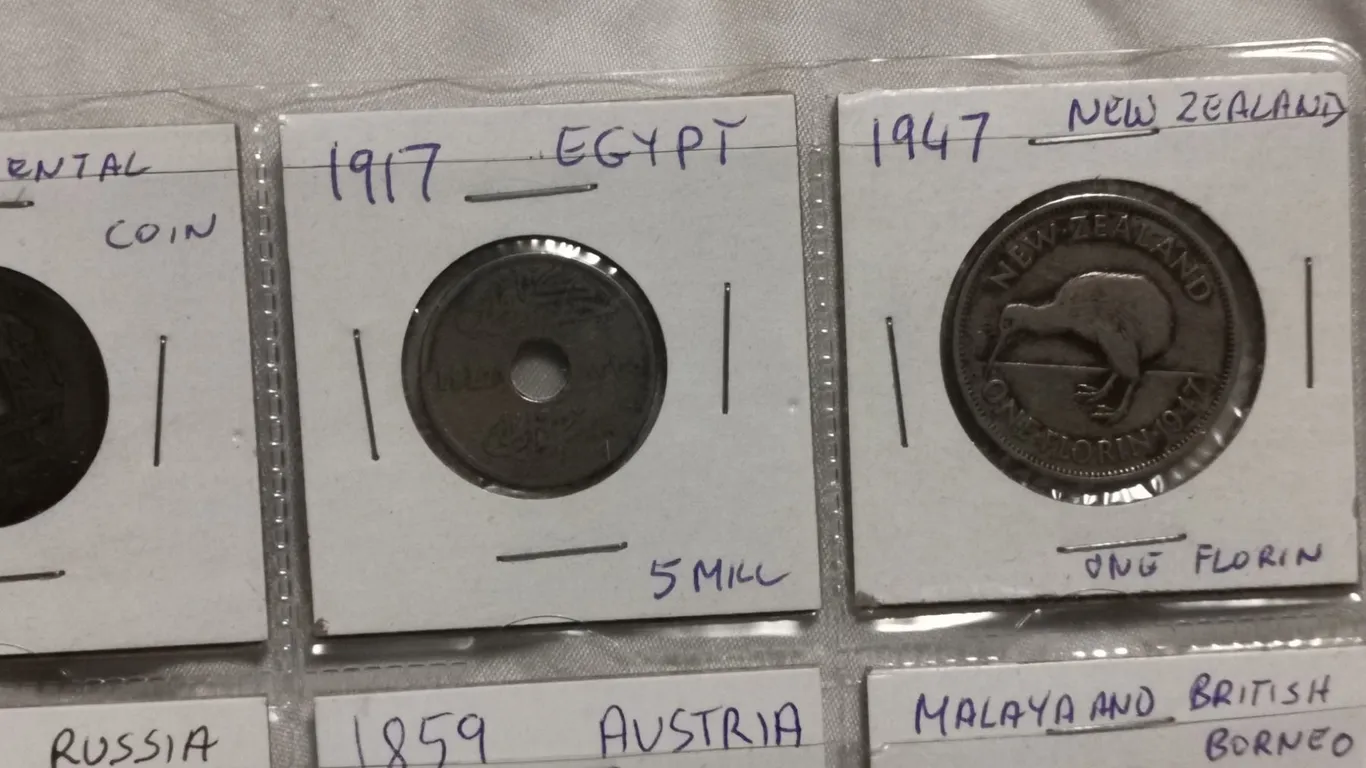 ENTAL
COIN
1917 EGYPT
5 MILL
1947 NEW ZEALAND
NEW·ZEALAND
ONE·FLORIN·1947
ONE FLORIN
RUSSIA
1859 AUSTRIA
MALAYA AND BRITISH
BORNEO